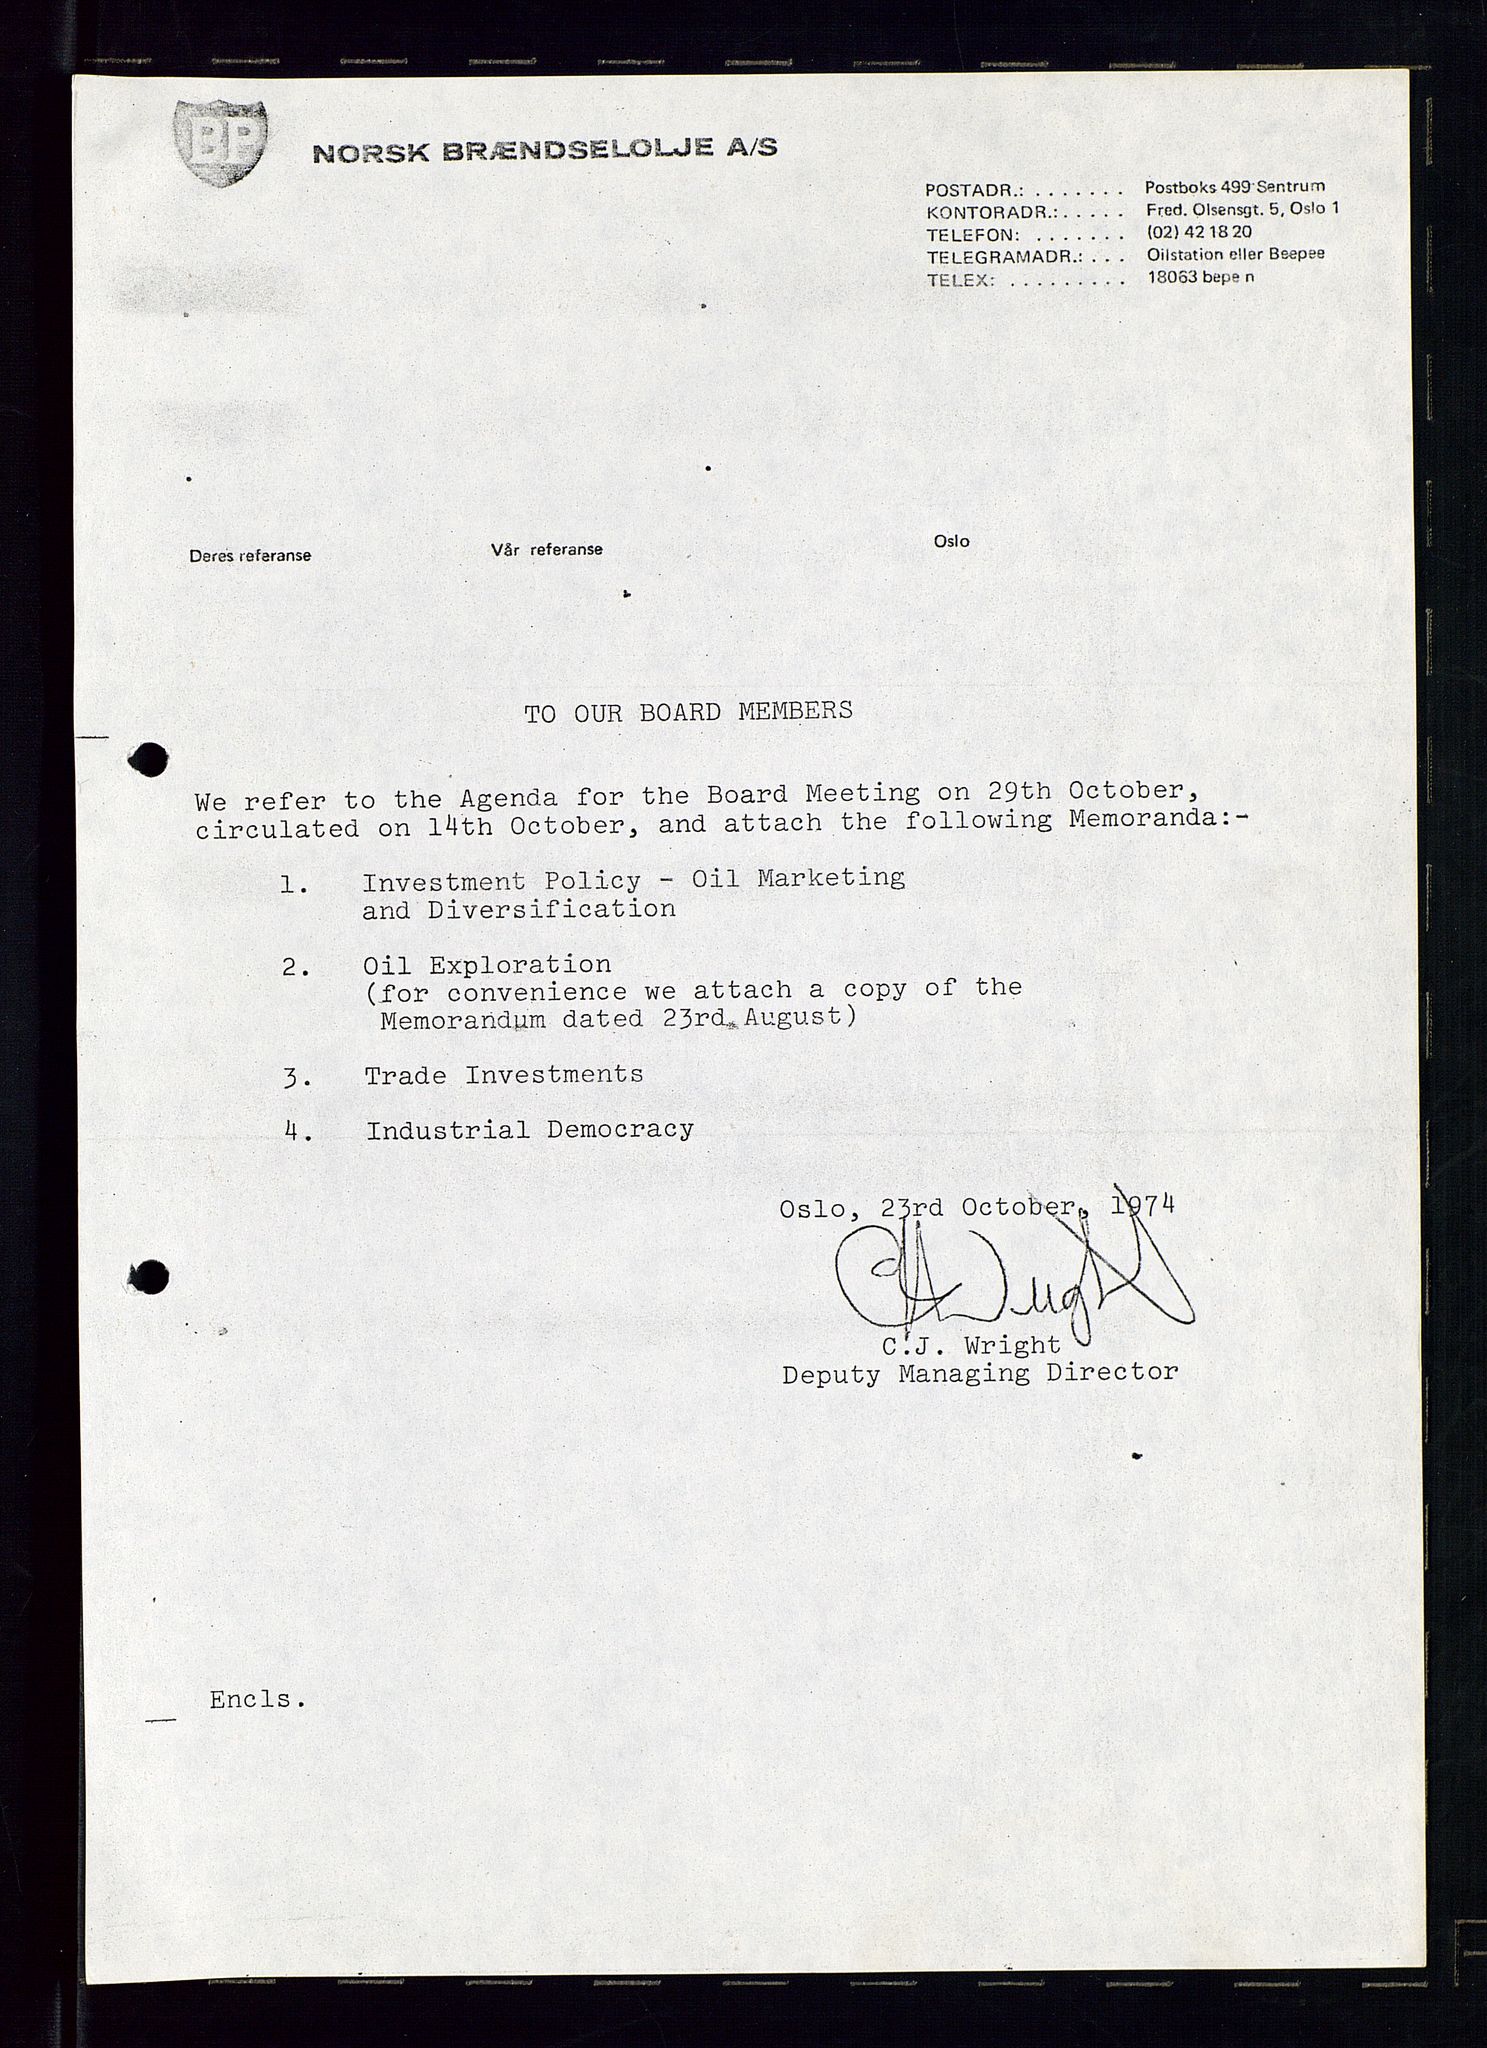 BP
NORSK BRÆNDSELOLJE A/S
POSTADR.: . . . . . . . Postboks 499 Sentrum
KONTORADR.: . . . . . Fred. Olsensgt. 5, Oslo 1
TELEFON: . . . . . . . (02) 42 18 20
TELEGRAMADR.: . . . Oilstation eller Beepee
TELEX: . . . . . . . . . 18063 bepe n
Deres referanse Vår referanse Oslo
TO OUR BOARD MEMBERS
We refer to the Agenda for the Board Meeting on 29th October,
circulated on 14th October, and attach the following Memoranda:-
1. Investment Policy - Oil Marketing
and Diversification
2. Oil Exploration
(for convenience we attach a copy of the
Memorandum dated 23rd August)
3. Trade Investments
4. Industrial Democracy
Oslo, 23rd October, 1974
C.J. Wright
Deputy Managing Director
Encls.